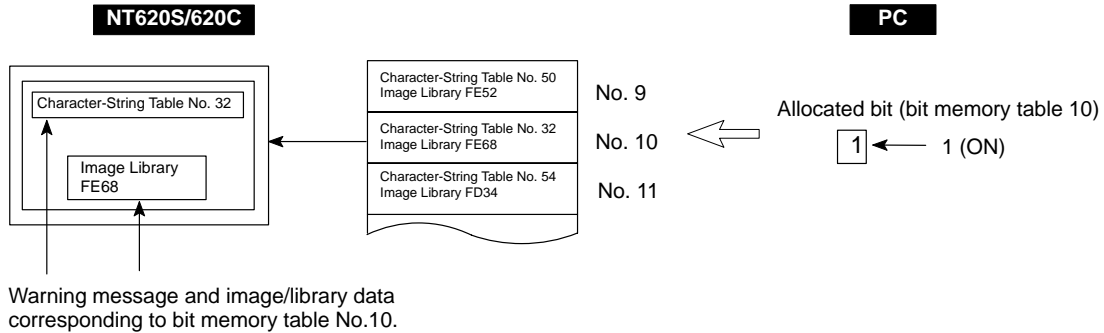 NT620S/620C
PC
Character-String Table No. 32
Image Library
FE68
Character-String Table No. 50
Image Library FE52
No. 9
Character-String Table No. 32
Image Library FE68
No. 10
Character-String Table No. 54
Image Library FD34
No. 11
Allocated bit (bit memory table 10)
1
1 (ON)
Warning message and image/library data
corresponding to bit memory table No.10.